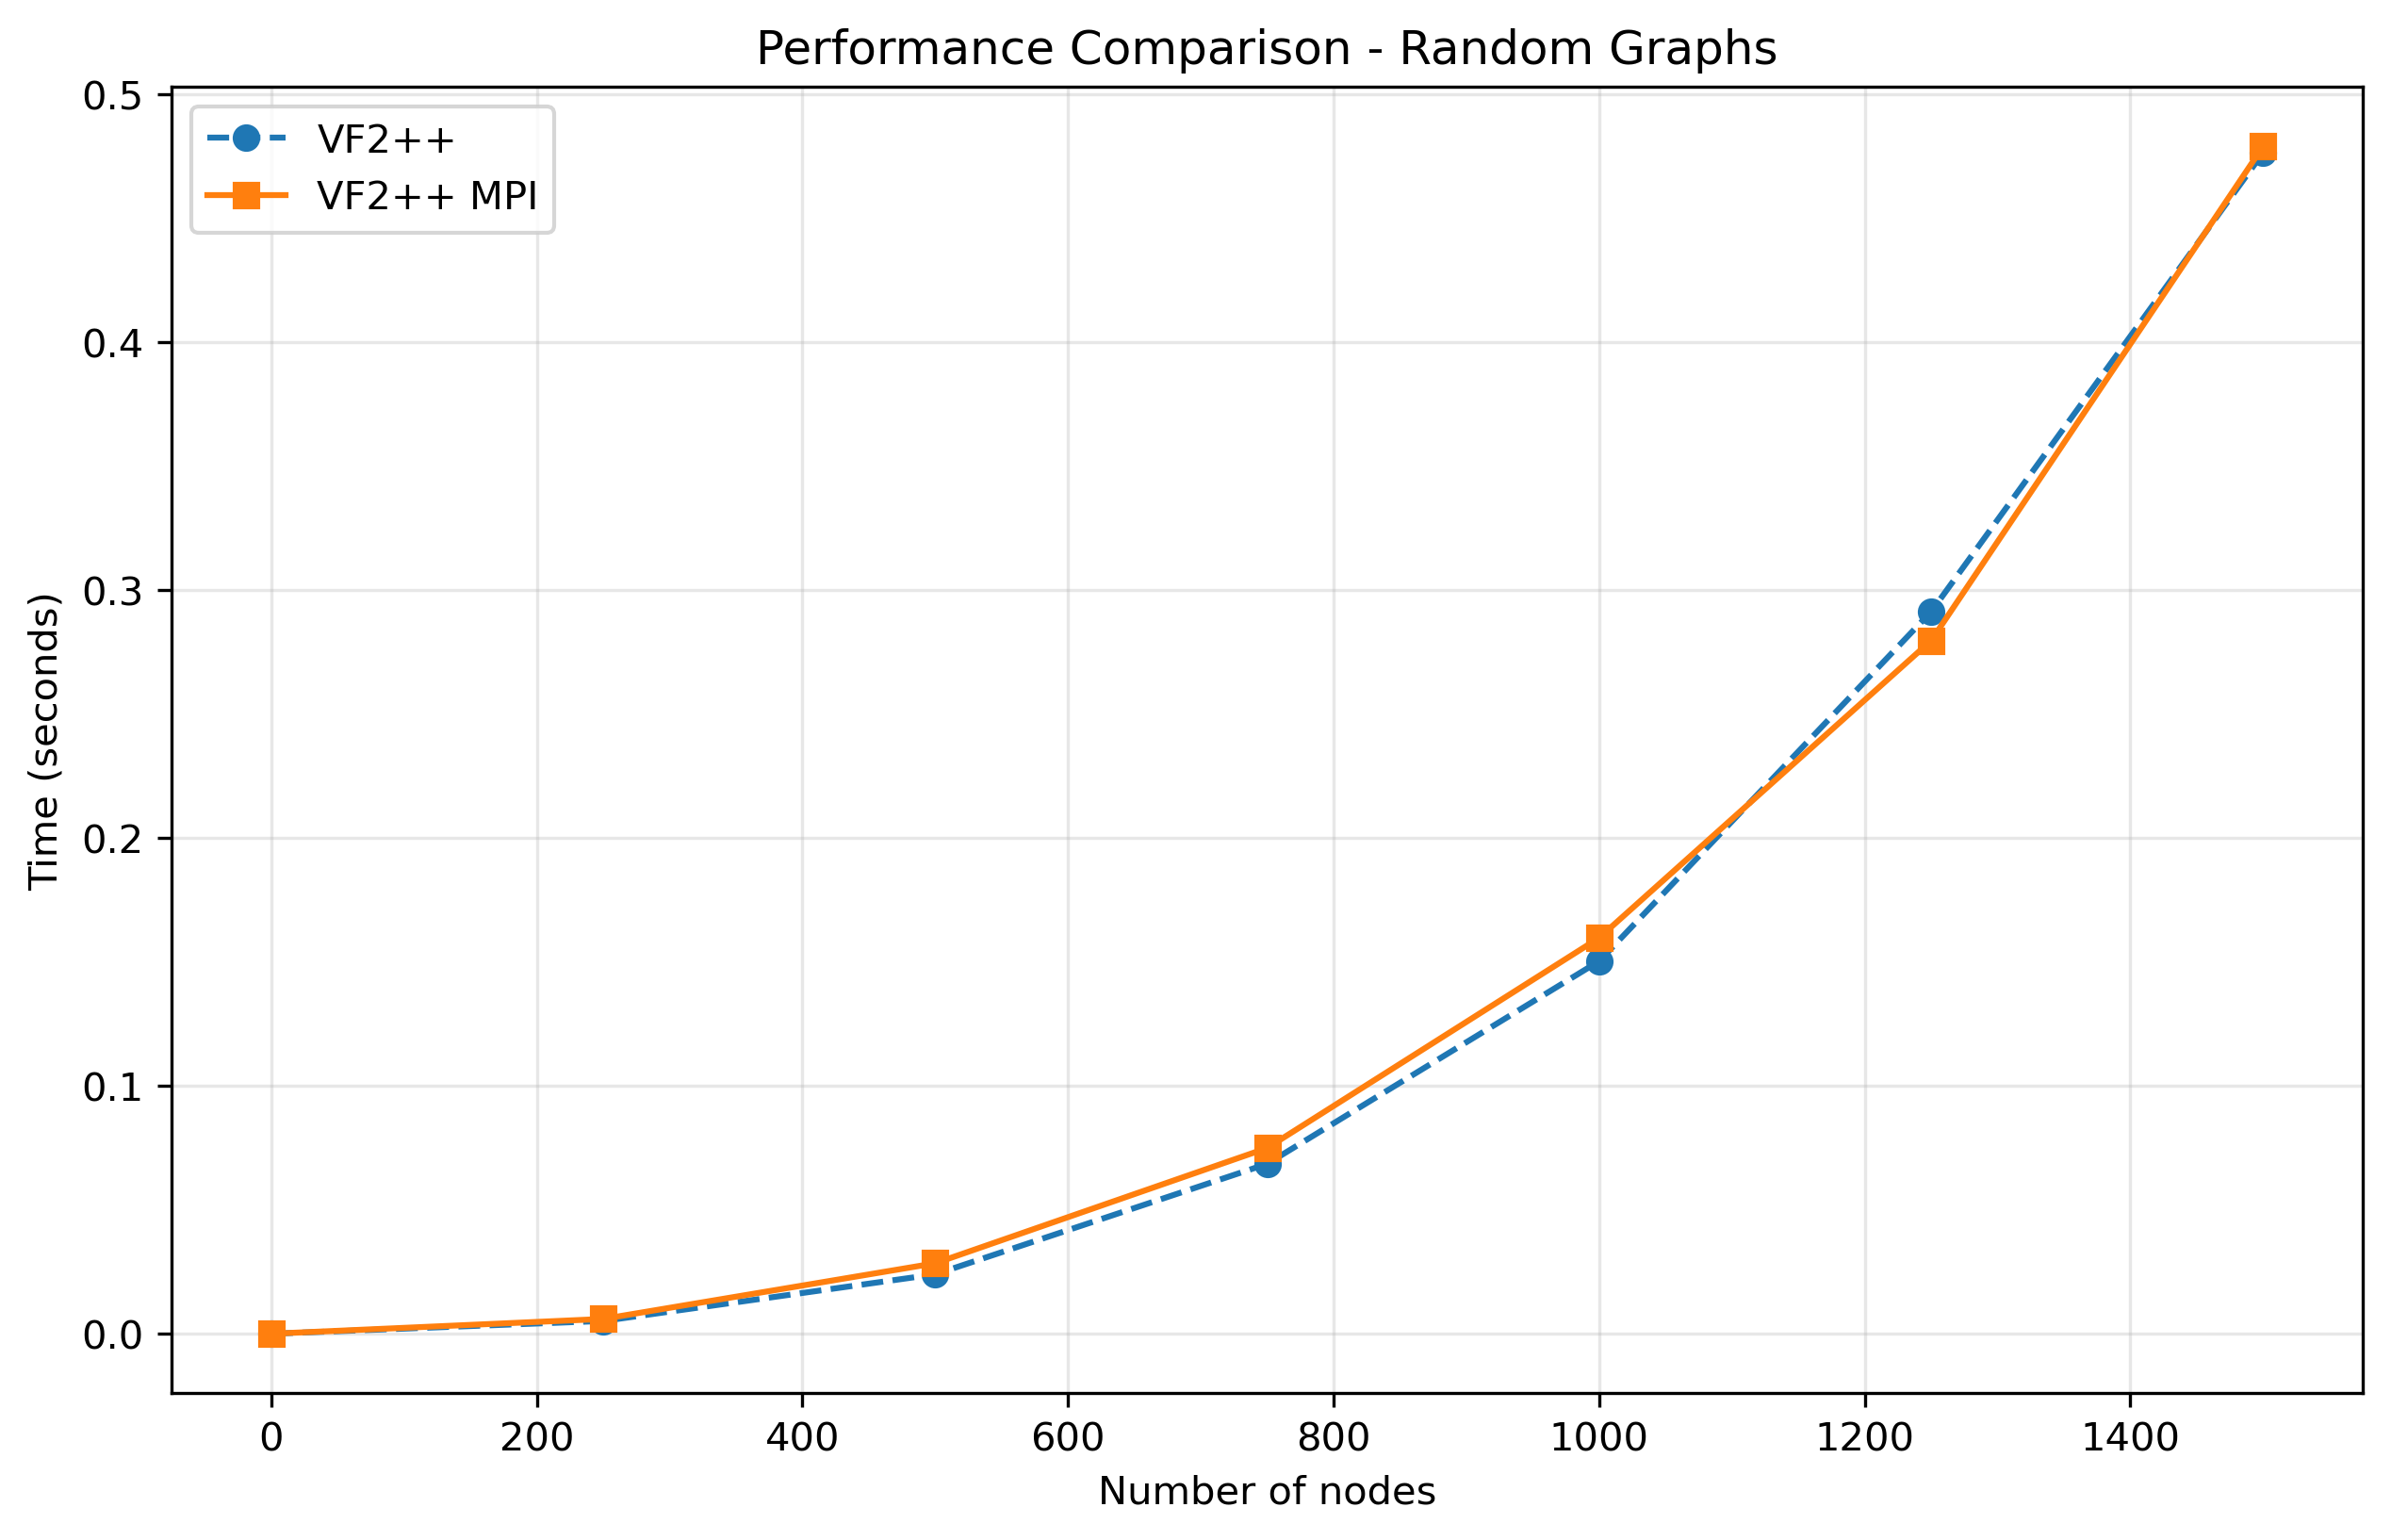 Performance Comparison - Random Graphs
VF2++
VF2++ MPI
Time (seconds)
0.5
0.4
0.3
0.2
0.1
0.0
0 200 400 600 800 1000 1200 1400
Number of nodes